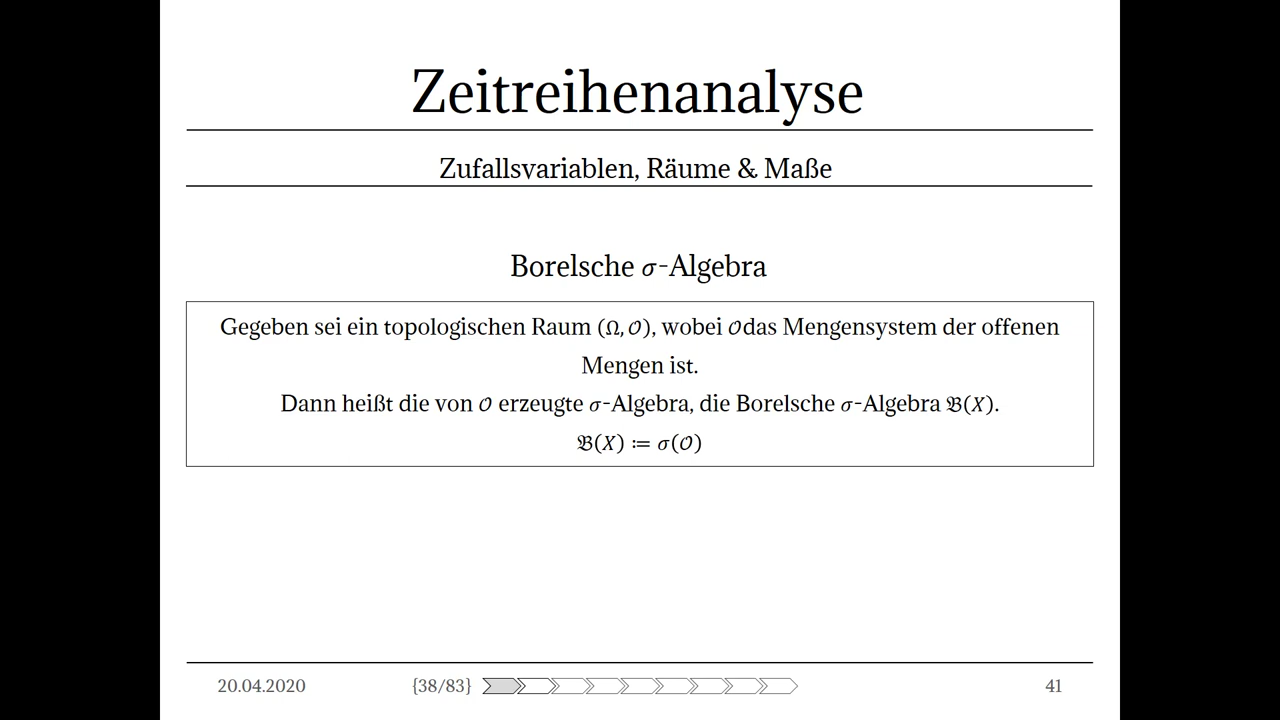 Zeitreihenanalyse
Zufallsvariablen, Räume & Maße
Borelsche 𝜎-Algebra
Gegeben sei ein topologischen Raum (Ω, 𝒪), wobei 𝒪das Mengensystem der offenen
Mengen ist.
Dann heißt die von 𝒪 erzeugte 𝜎-Algebra, die Borelsche 𝜎-Algebra 𝔅(𝑋).
𝔅(𝑋) ≔ 𝜎(𝒪)
20.04.2020 {38/83} 41